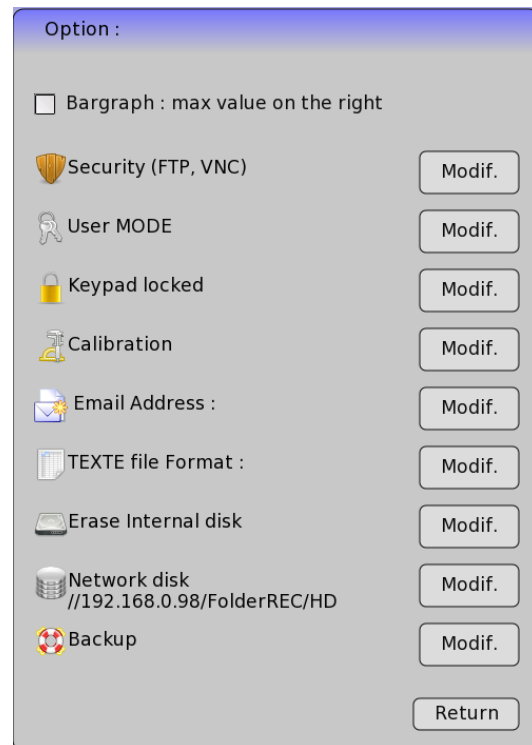 Option :
Bargraph : max value on the right
Security (FTP, VNC) Modif.
User MODE Modif.
Keypad locked Modif.
Calibration Modif.
Email Address : Modif.
TEXTE file Format : Modif.
Erase Internal disk Modif.
Network disk Modif.
//192.168.0.98/FolderREC/HD
Backup Modif.
Return